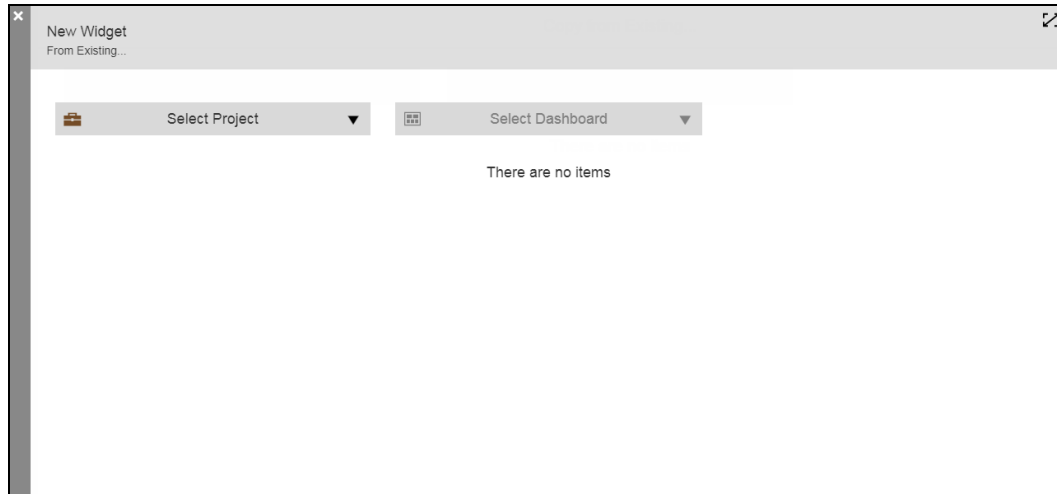 New Widget
From Existing...
Select Project
Select Dashboard
There are no items